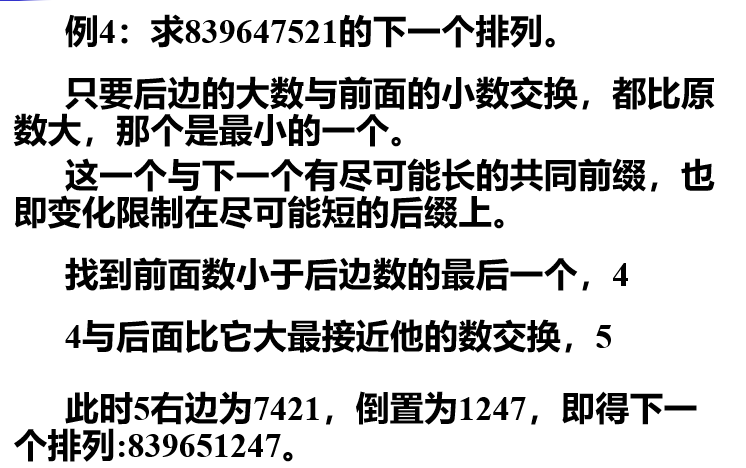 例4：求839647521的下一个排列。
只要后边的大数与前面的小数交换，都比原
数大，那个是最小的一个。
这一个与下一个有尽可能长的共同前缀，也
即变化限制在尽可能短的后缀上。
找到前面数小于后边数的最后一个，4
4与后面比它大最接近他的数交换，5
此时5右边为7421，倒置为1247，即得下一
个排列:839651247。